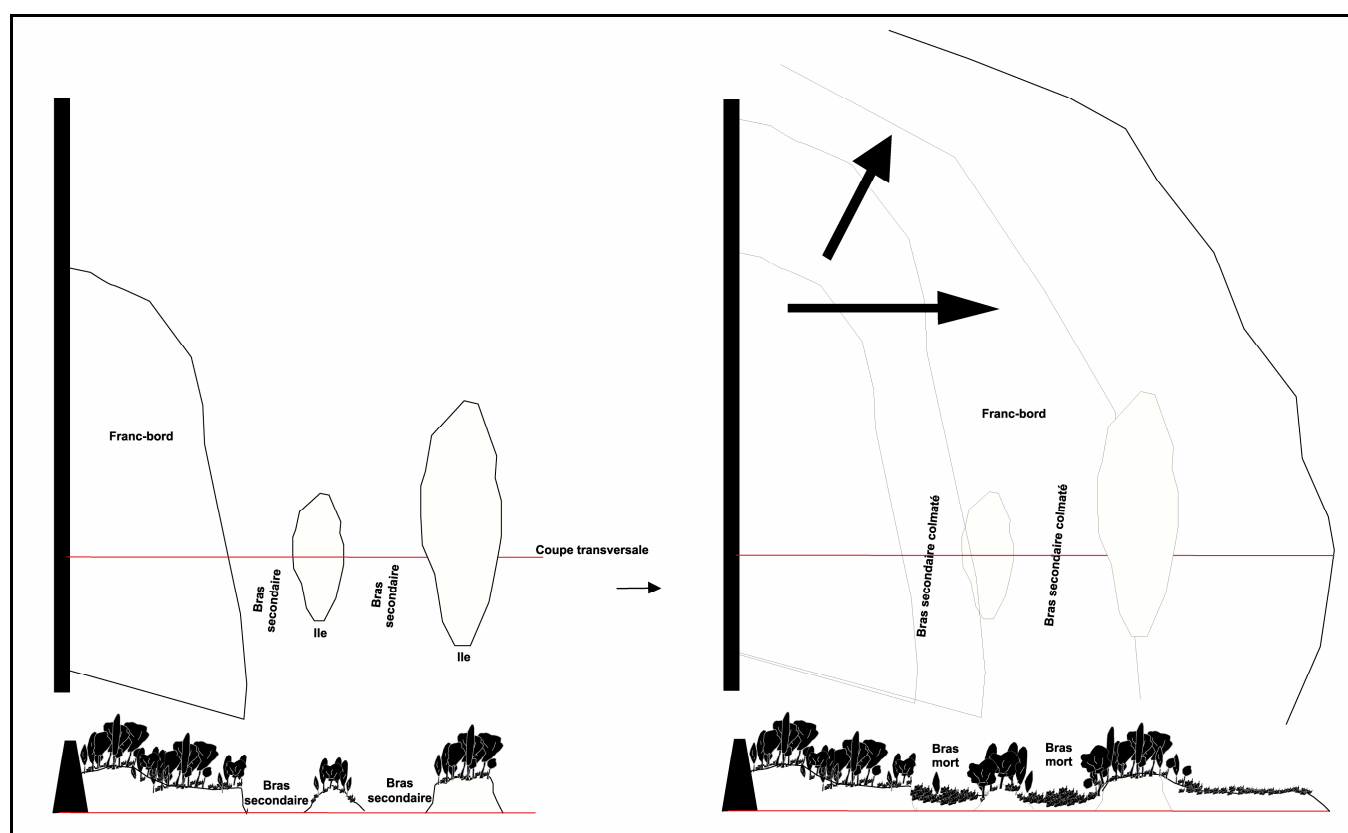 Franc-bord
Bras
secondaire
Ile
Bras
secondaire
Ile
Coupe transversale
Bras
secondaire
Bras
secondaire
Franc-bord
Bras secondaire colmaté
Bras secondaire colmaté
Bras
mort
Bras
mort